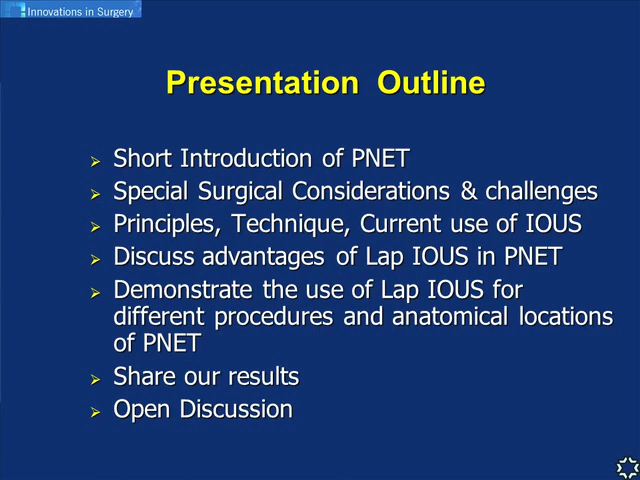 Innovations in Surgery
Presentation Outline
Short Introduction of PNET
Special Surgical Considerations & challenges
Principles, Technique, Current use of IOUS
Discuss advantages of Lap IOUS in PNET
Demonstrate the use of Lap IOUS for
different procedures and anatomical locations
of PNET
Share our results
Open Discussion